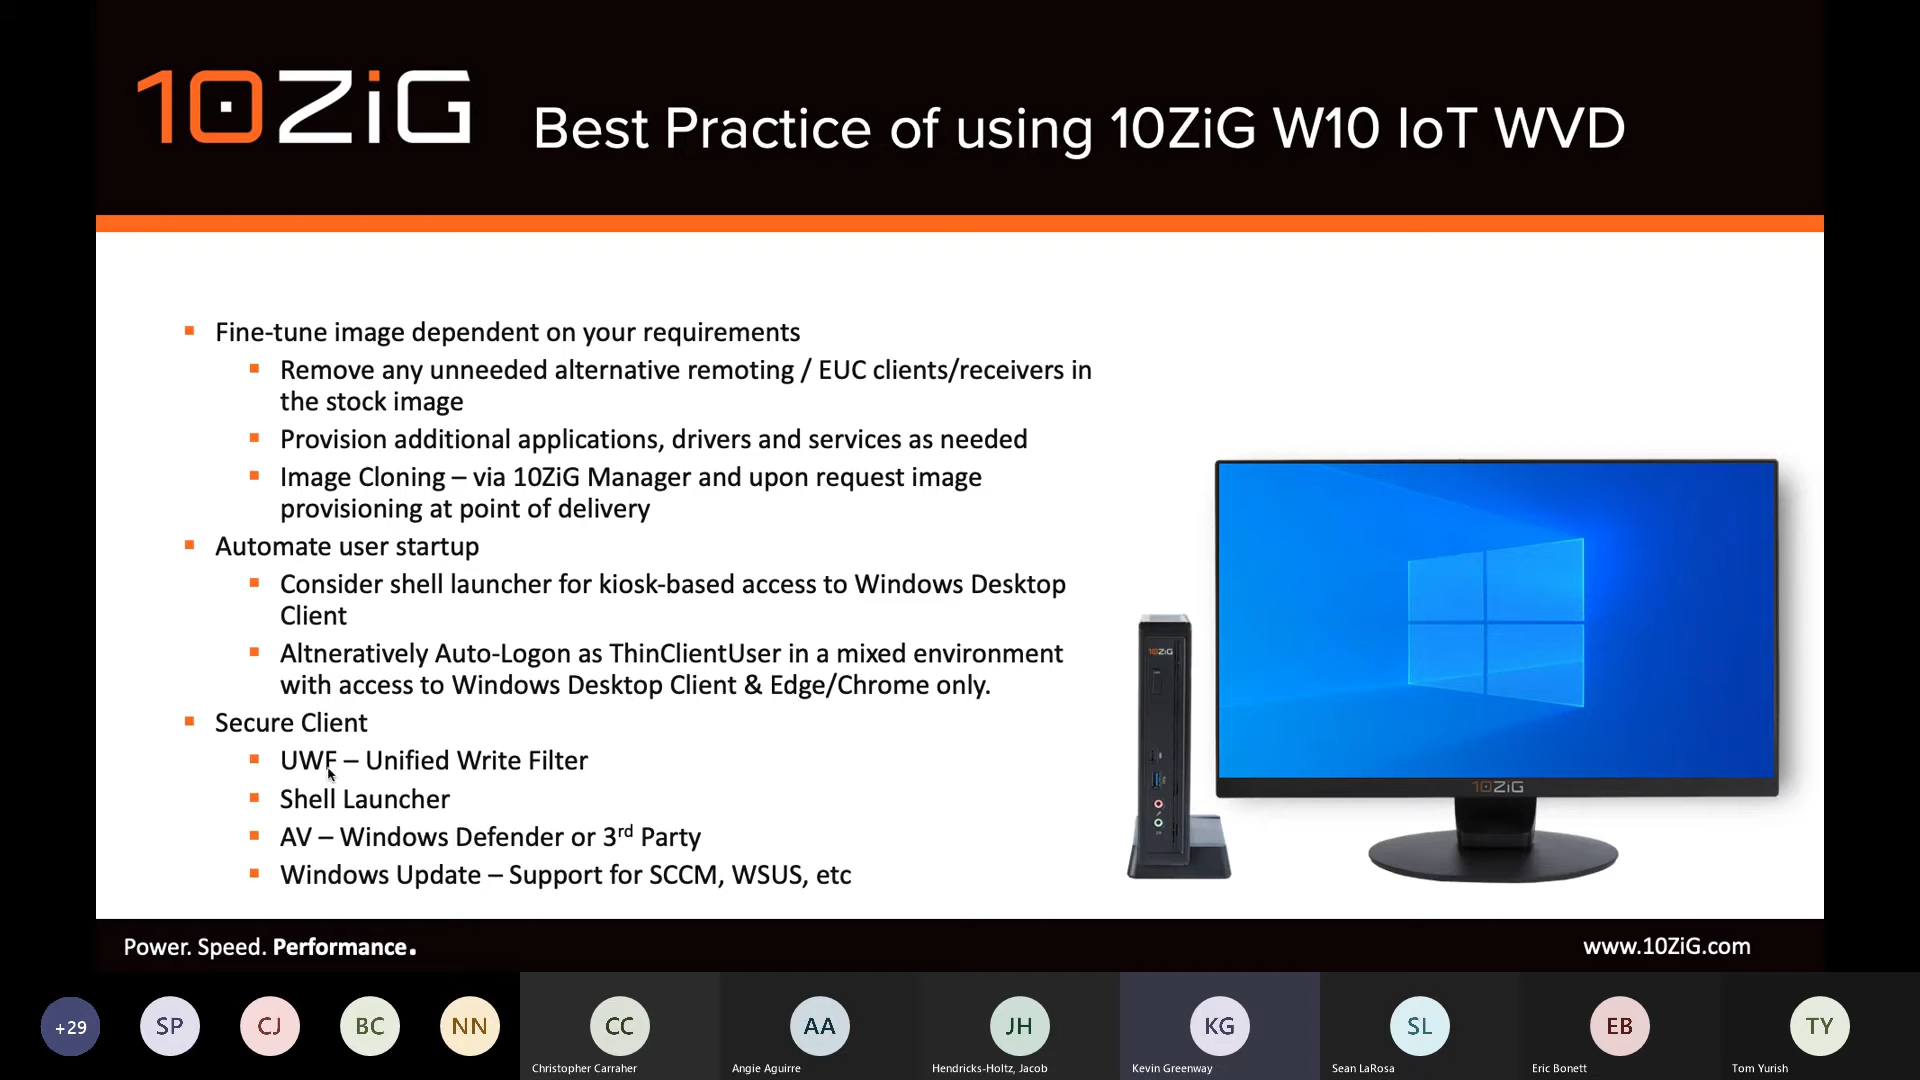 10ZiG
Best Practice of using 10ZiG W10 IoT WVD
Fine-tune image dependent on your requirements
Remove any unneeded alternative remoting / EUC clients/receivers in
the stock image
Provision additional applications, drivers and services as needed
Image Cloning – via 10ZiG Manager and upon request image
provisioning at point of delivery
Automate user startup
Consider shell launcher for kiosk-based access to Windows Desktop
Client
Altneratively Auto-Logon as ThinClientUser in a mixed environment
with access to Windows Desktop Client & Edge/Chrome only.
Secure Client
UWF – Unified Write Filter
Shell Launcher
AV – Windows Defender or 3rd Party
Windows Update – Support for SCCM, WSUS, etc
10ZiG
10ZiG
Power. Speed. Performance.
www.10ZiG.com
+29
SP
CJ
BC
NN
CC
AA
JH
KG
SL
EB
TY
Christopher Carraher
Angie Aguirre
Hendricks-Holtz, Jacob
Kevin Greenway
Sean LaRosa
Eric Bonett
Tom Yurish